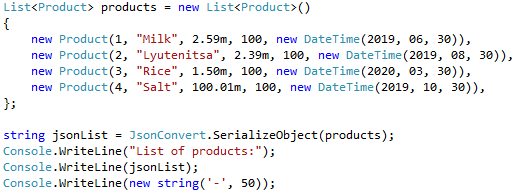 List<Product> products = new List<Product>()
{
    new Product(1, "Milk", 2.59m, 100, new DateTime(2019, 06, 30)),
    new Product(2, "Lyutenitsa", 2.39m, 100, new DateTime(2019, 08, 30)),
    new Product(3, "Rice", 1.50m, 100, new DateTime(2020, 03, 30)),
    new Product(4, "Salt", 100.01m, 100, new DateTime(2019, 10, 30)),
};
string jsonList = JsonConvert.SerializeObject(products);
Console.WriteLine("List of products:");
Console.WriteLine(jsonList);
Console.WriteLine(new string('-', 50));